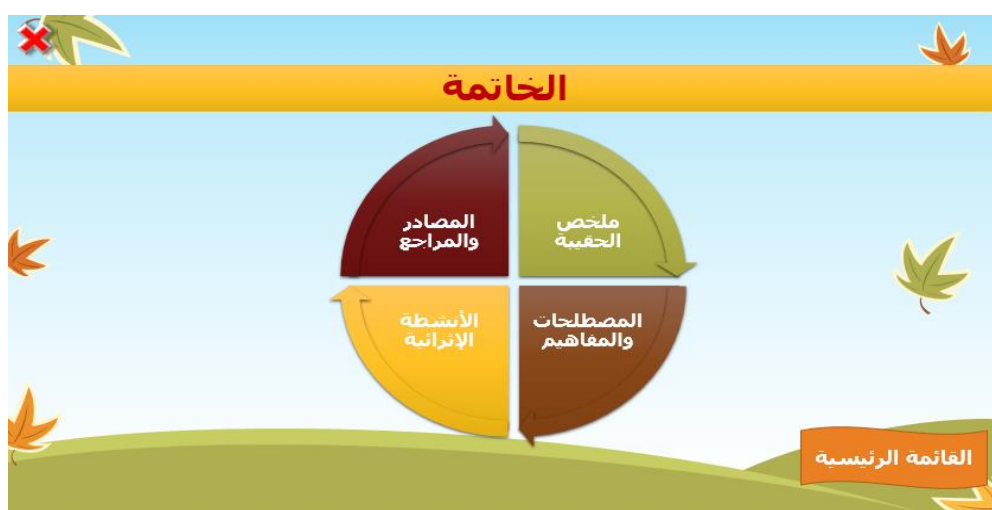 الخاتمة
ملخص
الحقيبة
المصطلحات
والمفاهيم
الأنشطة
الإثرائية
المصادر
والمراجع
القائمة الرئيسية